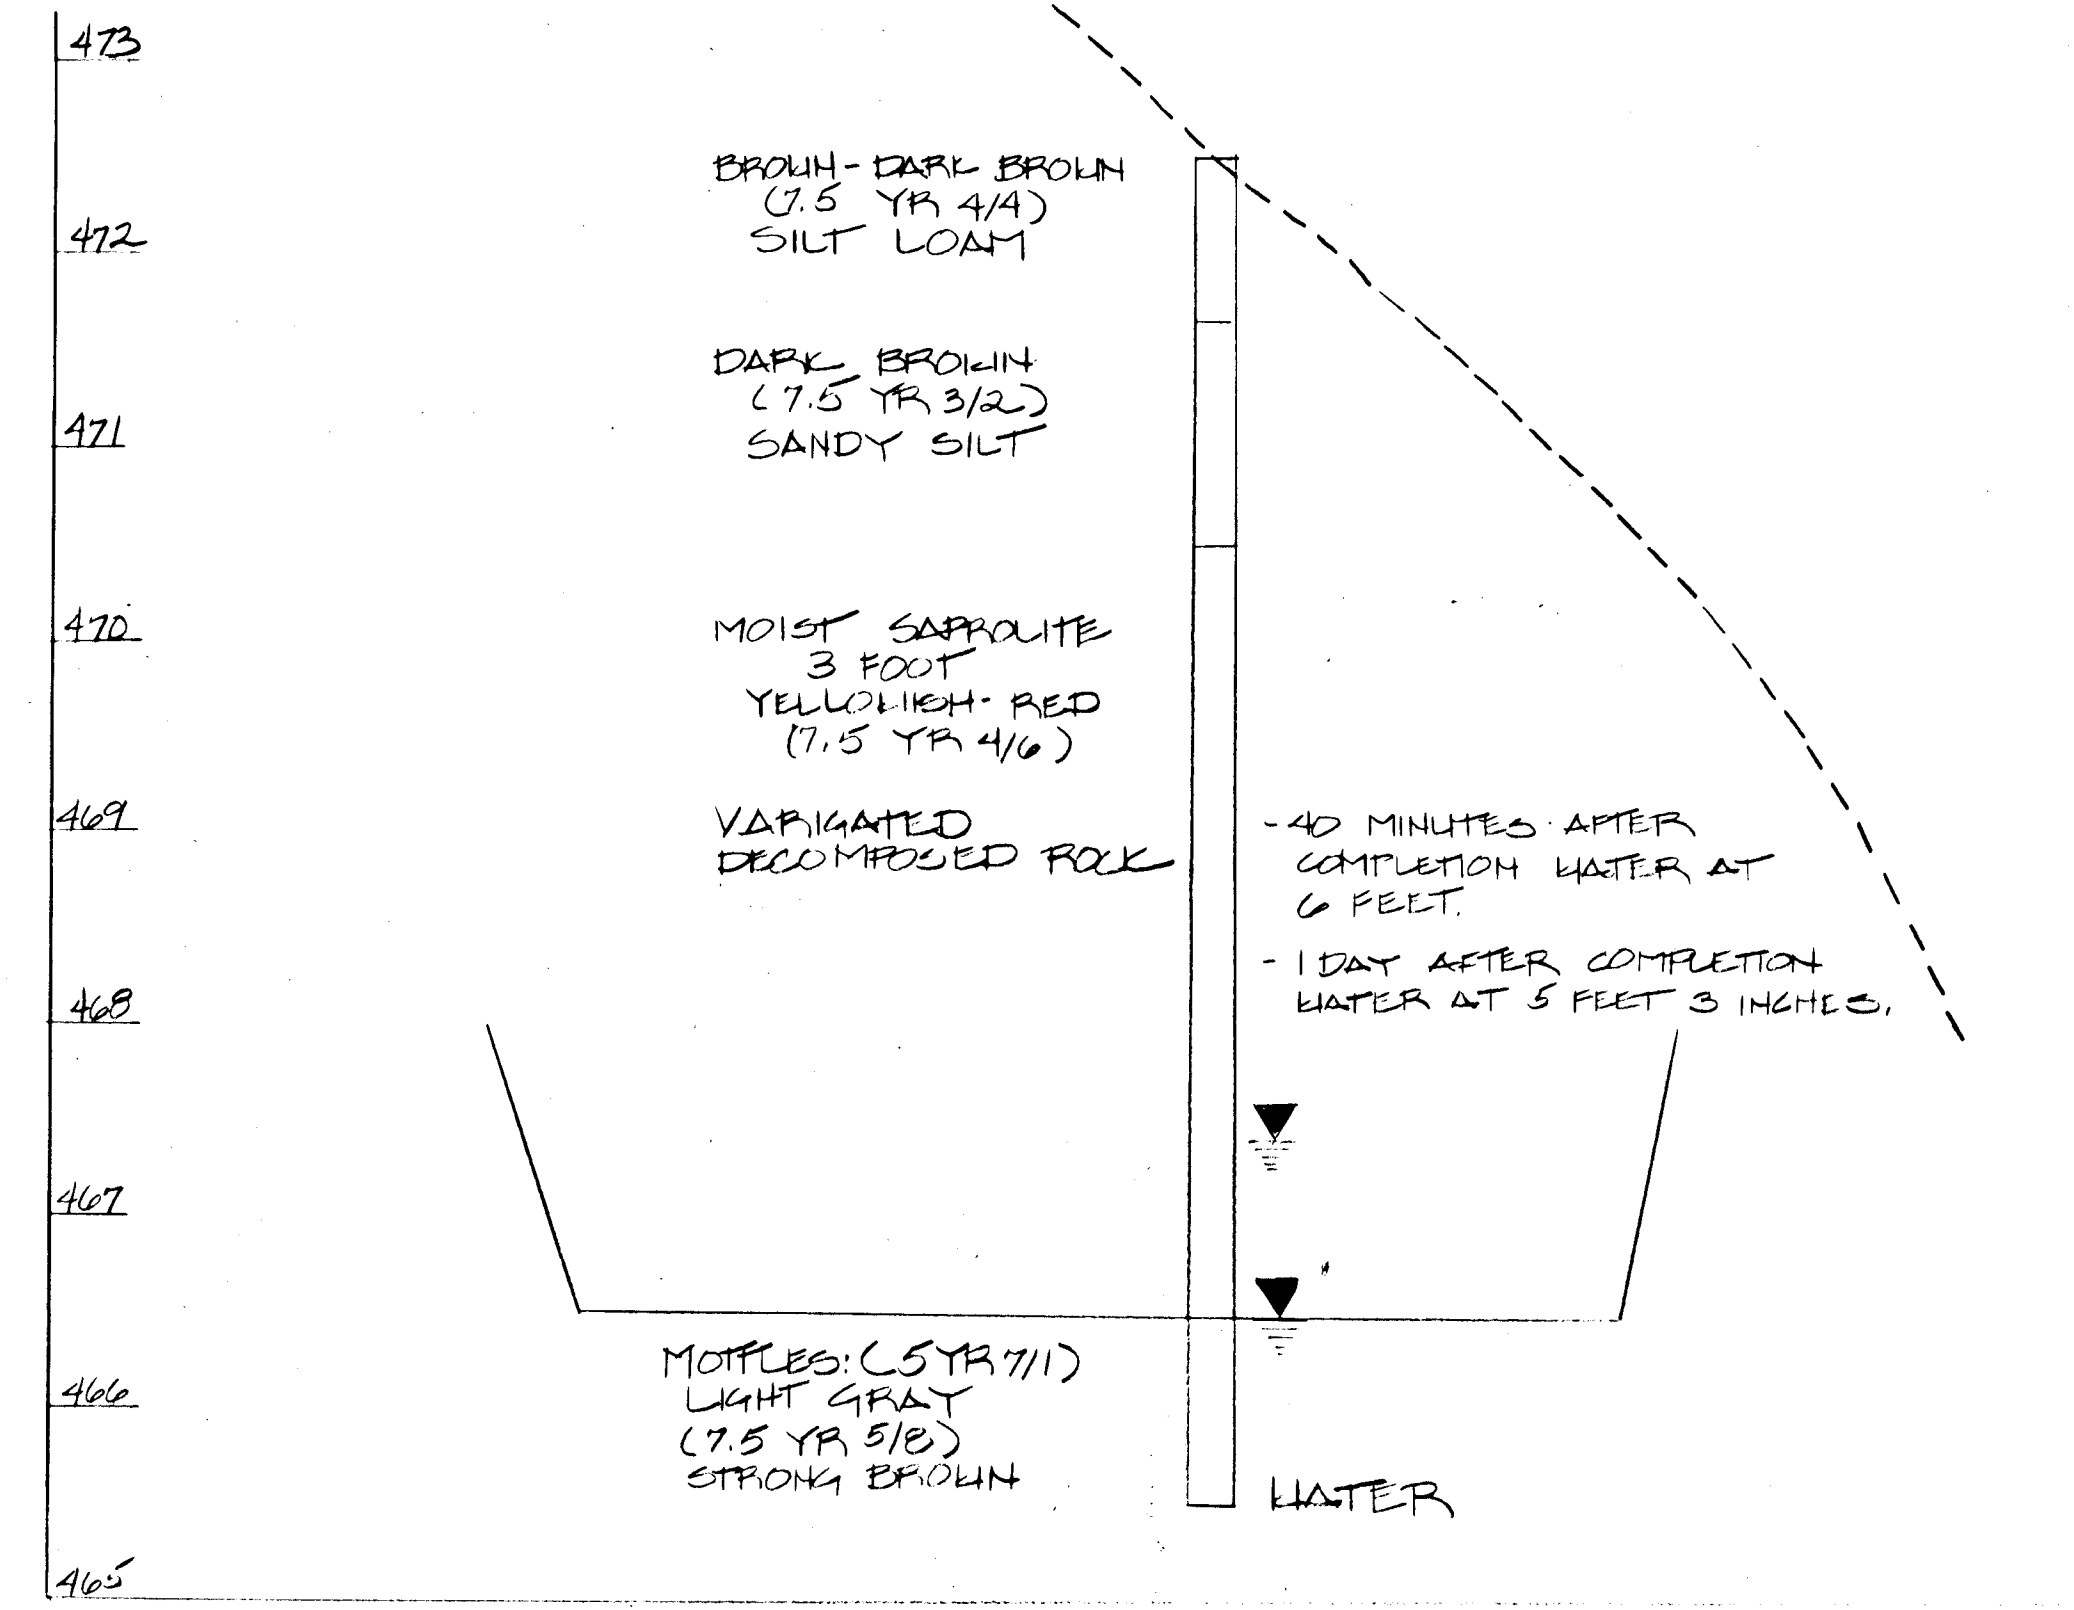 473
BROWN-DARK BROWN
(7.5 YR 4/4)
SILT LOAM
472
DARK BROWN
(7.5 YR 3/2)
SANDY SILT
471
470
MOIST SAPROLITE
3 FOOT
YELLOWISH-RED
(7.5 YR 4/6)
469
VARIGATED
DECOMPOSED ROCK
- 40 MINUTES AFTER
COMPLETION WATER AT
6 FEET.
- 1 DAY AFTER COMPLETION
WATER AT 5 FEET 3 INCHES.
468
467
MOTTLES: (5 YR 7/1)
LIGHT GRAY
(7.5 YR 5/8)
STRONG BROWN
466
WATER
465